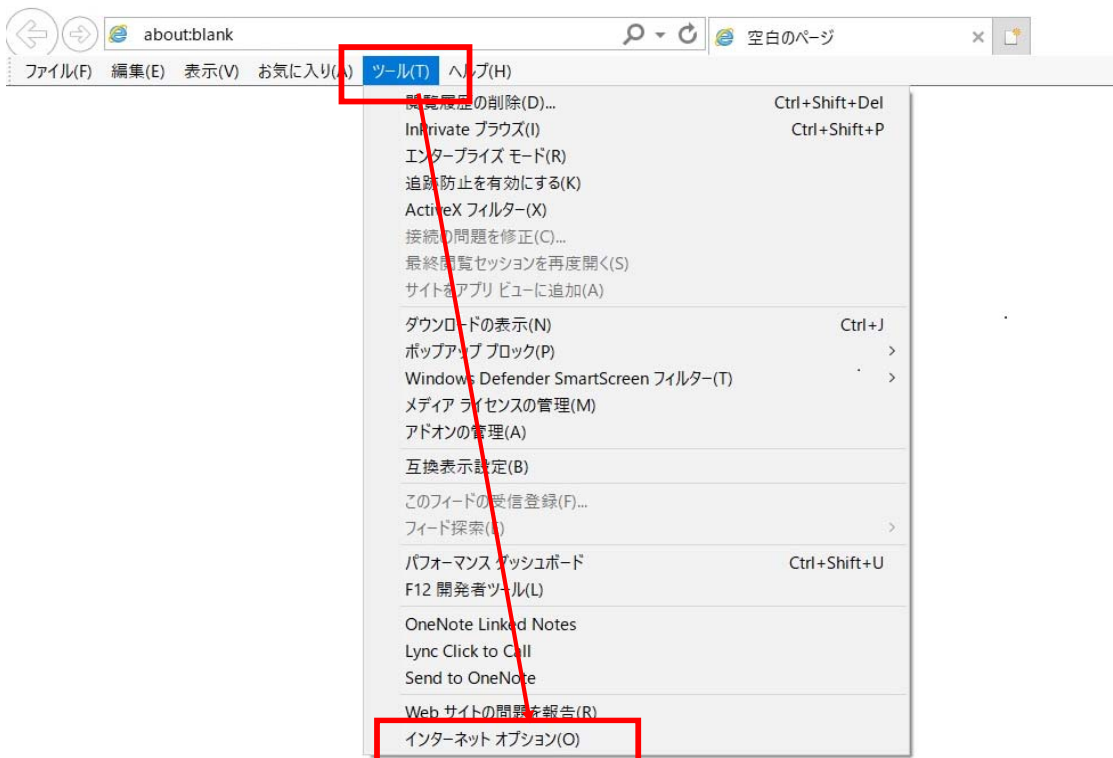 about:blank
空白のページ
ファイル(F) 編集(E) 表示(V) お気に入り(A) ツール(T) ヘルプ(H)
閲覧履歴の削除(D)... Ctrl+Shift+Del
InPrivate ブラウズ(I) Ctrl+Shift+P
エンタープライズ モード(R)
追跡防止を有効にする(K)
ActiveX フィルター(X)
接続の問題を修正(C)...
最終閲覧セッションを再度開く(S)
サイトをアプリ ビューに追加(A)
ダウンロードの表示(N) Ctrl+J
ポップアップ ブロック(P)
Windows Defender SmartScreen フィルター(T)
メディア ライセンスの管理(M)
アドオンの管理(A)
互換表示設定(B)
このフィードの受信登録(F)...
フィード探索(E)
パフォーマンス ダッシュボード Ctrl+Shift+U
F12 開発者ツール(L)
OneNote Linked Notes
Lync Click to Call
Send to OneNote
Web サイトの問題を報告(R)
インターネット オプション(O)